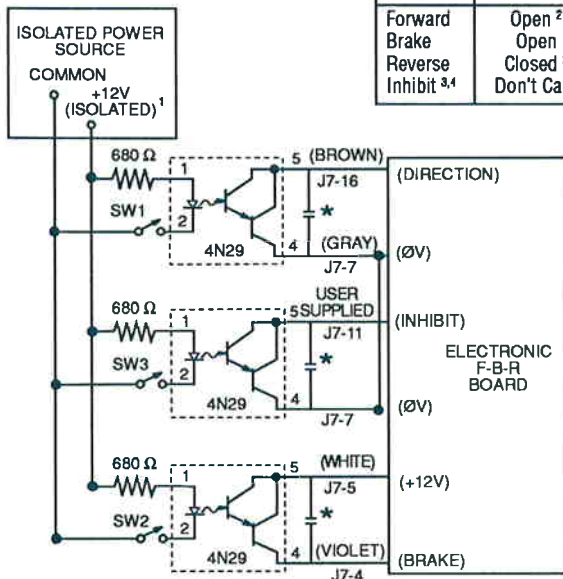 Forward Open 2
Brake Open
Reverse Closed
Inhibit 3,4 Don't
ISOLATED POWER
SOURCE
COMMON
+12V
(ISOLATED) 1
680 Ω
SW1
1
2
4N29
5 (BROWN)
J7-16
*
4 (GRAY)
J7-7
(DIRECTION)
(ØV)
680 Ω
SW3
1
2
4N29
USER
5 SUPPLIED
J7-11
*
4
J7-7
(INHIBIT)
(ØV)
ELECTRONIC
F-B-R
BOARD
680 Ω
SW2
1
2
4N29
5 (WHITE)
J7-5
*
4 (VIOLET)
J7-4
(+12V)
(BRAKE)